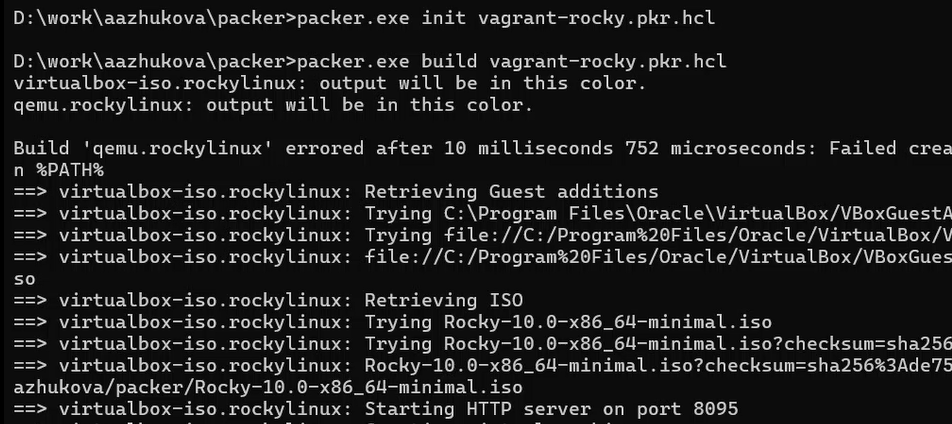 D:\work\aazhukova\packer>packer.exe init vagrant-rocky.pkr.hcl
D:\work\aazhukova\packer>packer.exe build vagrant-rocky.pkr.hcl
virtualbox-iso.rockylinux: output will be in this color.
qemu.rockylinux: output will be in this color.
Build 'qemu.rockylinux' errored after 10 milliseconds 752 microseconds: Failed crea
n %PATH%
==> virtualbox-iso.rockylinux: Retrieving Guest additions
==> virtualbox-iso.rockylinux: Trying C:\Program Files\Oracle\VirtualBox/VBoxGuestA
==> virtualbox-iso.rockylinux: Trying file://C:/Program%20Files/Oracle/VirtualBox/V
==> virtualbox-iso.rockylinux: file://C:/Program%20Files/Oracle/VirtualBox/VBoxGues
so
==> virtualbox-iso.rockylinux: Retrieving ISO
==> virtualbox-iso.rockylinux: Trying Rocky-10.0-x86_64-minimal.iso
==> virtualbox-iso.rockylinux: Trying Rocky-10.0-x86_64-minimal.iso?checksum=sha256
==> virtualbox-iso.rockylinux: Rocky-10.0-x86_64-minimal.iso?checksum=sha256%3Ade75
azhukova/packer/Rocky-10.0-x86_64-minimal.iso
==> virtualbox-iso.rockylinux: Starting HTTP server on port 8095